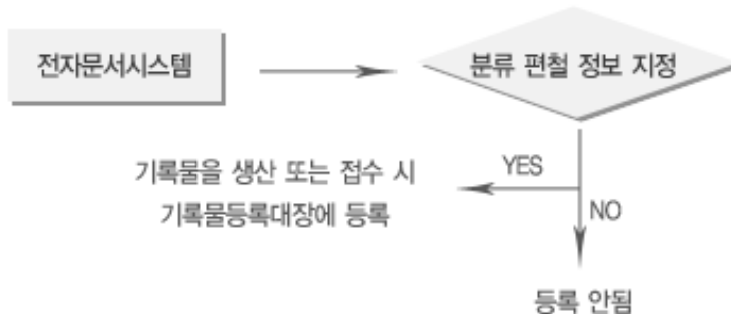 전자문서시스템
분류 편철 정보 지정
기록물을 생산 또는 접수 시
기록물등록대장에 등록
YES
NO
등록 안됨